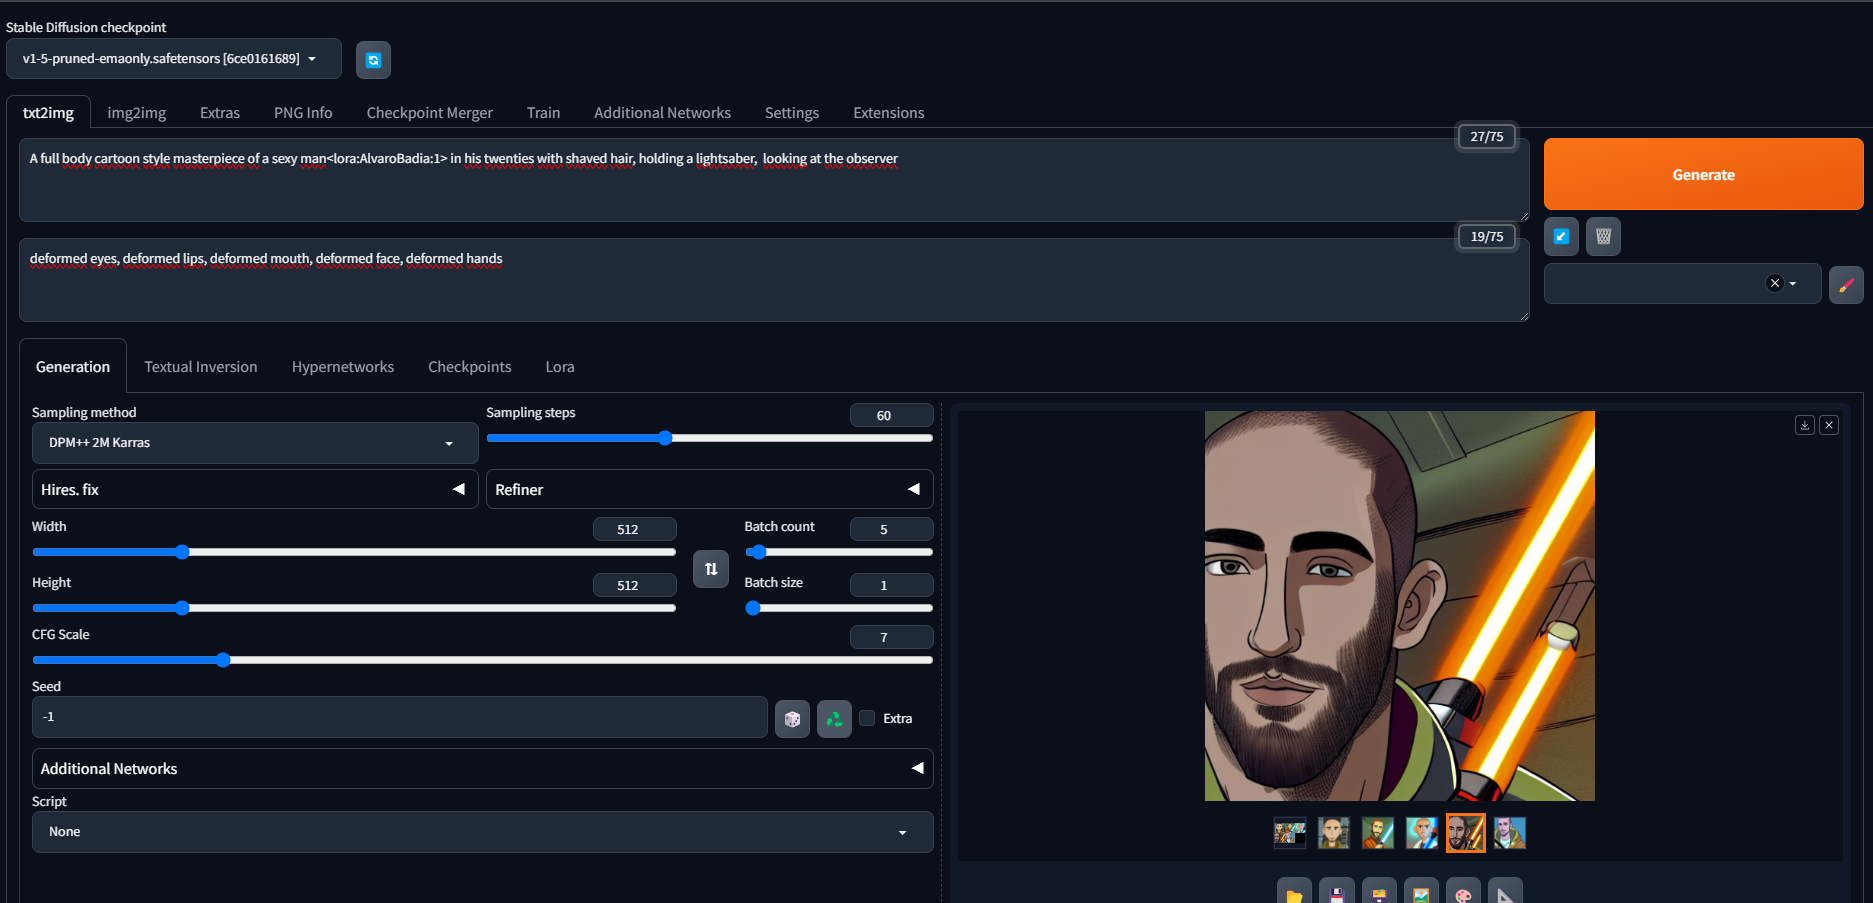 Stable Diffusion checkpoint
v1-5-pruned-emaonly.safetensors [6ce0161689]
txt2img img2img Extras PNG Info Checkpoint Merger Train Additional Networks Settings Extensions
27/75
A full body cartoon style masterpiece of a sexy man<lora:AlvaroBadia:1> in his twenties with shaved hair, holding a lightsaber,  looking at the observer
Generate
19/75
deformed eyes, deformed lips, deformed mouth, deformed face, deformed hands
Generation Textual Inversion Hypernetworks Checkpoints Lora
Sampling method
DPM++ 2M Karras
Sampling steps
60
Hires. fix
Refiner
Width
512
Batch count
5
Height
512
Batch size
1
CFG Scale
7
Seed
-1
Extra
Additional Networks
Script
None